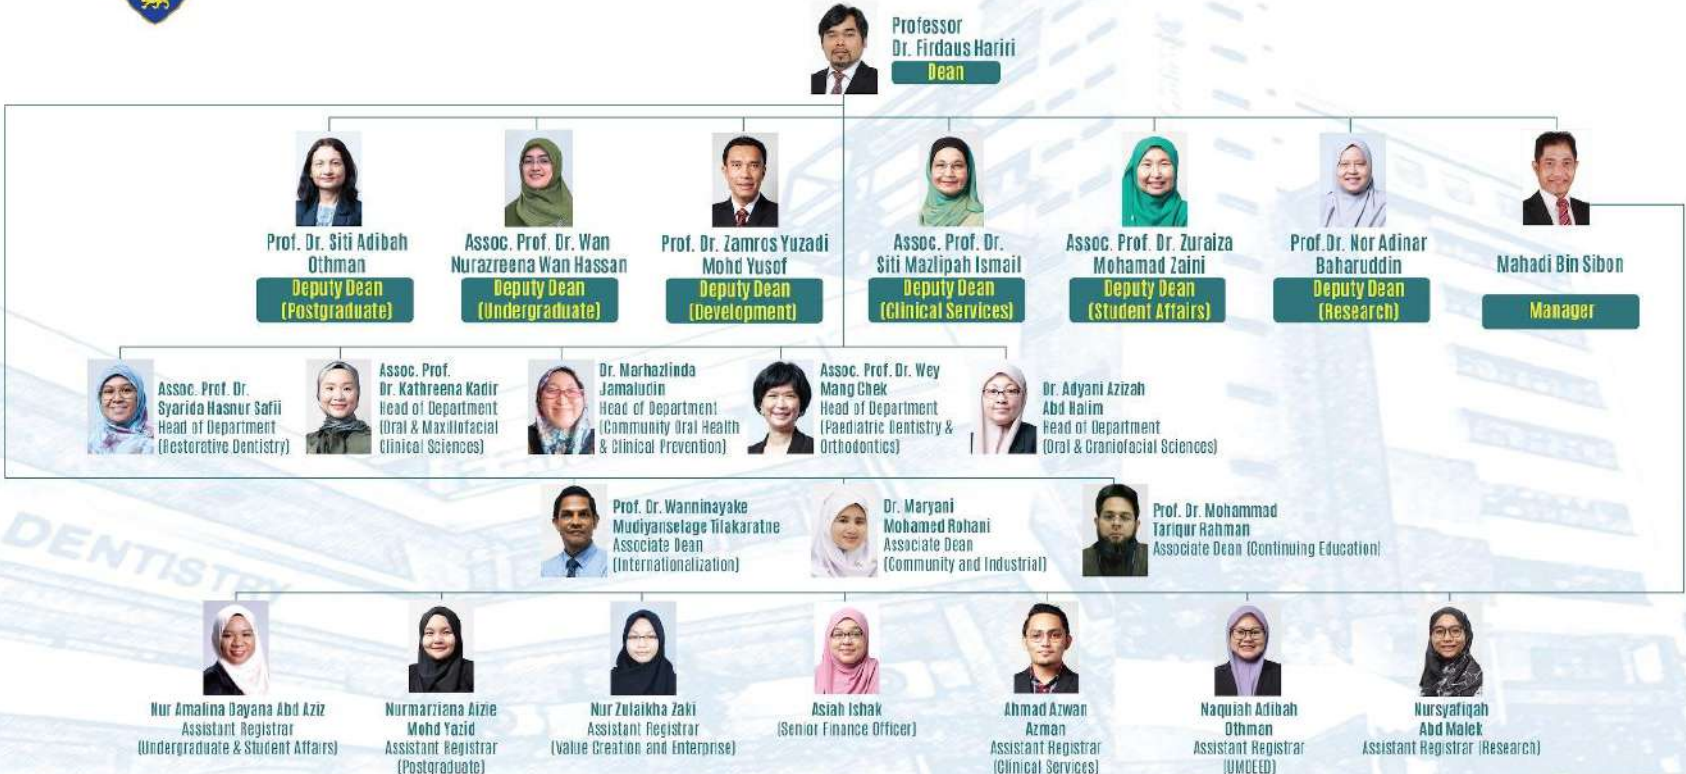 Professor
Dr. Firdaus Hariri
Dean
Prof. Dr. Siti Adibah
Othman
Deputy Dean
(Postgraduate)
Assoc. Prof. Dr. Wan
Nurazreena Wan Hassan
Deputy Dean
(Undergraduate)
Prof. Dr. Zamros Yuzadi
Mohd Yusof
Deputy Dean
(Development)
Assoc. Prof. Dr.
Siti Mazlipah Ismail
Deputy Dean
(Clinical Services)
Assoc. Prof. Dr. Zuraiza
Mohamad Zaini
Deputy Dean
(Student Affairs)
Prof.Dr. Nor Adinar
Baharuddin
Deputy Dean
(Research)
Mahadi Bin Sibon
Manager
Assoc. Prof. Dr.
Syarida Hasnur Safii
Head of Department
(Restorative Dentistry)
Assoc. Prof.
Dr. Kathreena Kadir
Head of Department
(Oral & Maxillofacial
Clinical Sciences)
Dr. Marhazlinda
Jamaludin
Head of Department
(Community Oral Health
& Clinical Prevention)
Assoc. Prof. Dr. Wey
Mang Chek
Head of Department
(Paediatric Dentistry &
Orthodontics)
Dr. Adyani Azizah
Abd Halim
Head of Department
(Oral & Craniofacial Sciences)
Prof. Dr. Wanninayake
Mudiyanselage Tilakaratne
Associate Dean
(Internationalization)
Dr. Maryani
Mohamed Rohani
Associate Dean
(Community and Industrial)
Prof. Dr. Mohammad
Tariqur Rahman
Associate Dean (Continuing Education)
DENTISTRY
Nur Amalina Dayana Abd Aziz
Assistant Registrar
(Undergraduate & Student Affairs)
Nurmarziana Aizie
Mohd Yazid
Assistant Registrar
(Postgraduate)
Nur Zulaikha Zaki
Assistant Registrar
(Value Creation and Enterprise)
Asiah Ishak
(Senior Finance Officer)
Ahmad Azwan
Azman
Assistant Registrar
(Clinical Services)
Naquiah Adibah
Othman
Assistant Registrar
(UMDEED)
Nursyafiqah
Abd Malek
Assistant Registrar (Research)